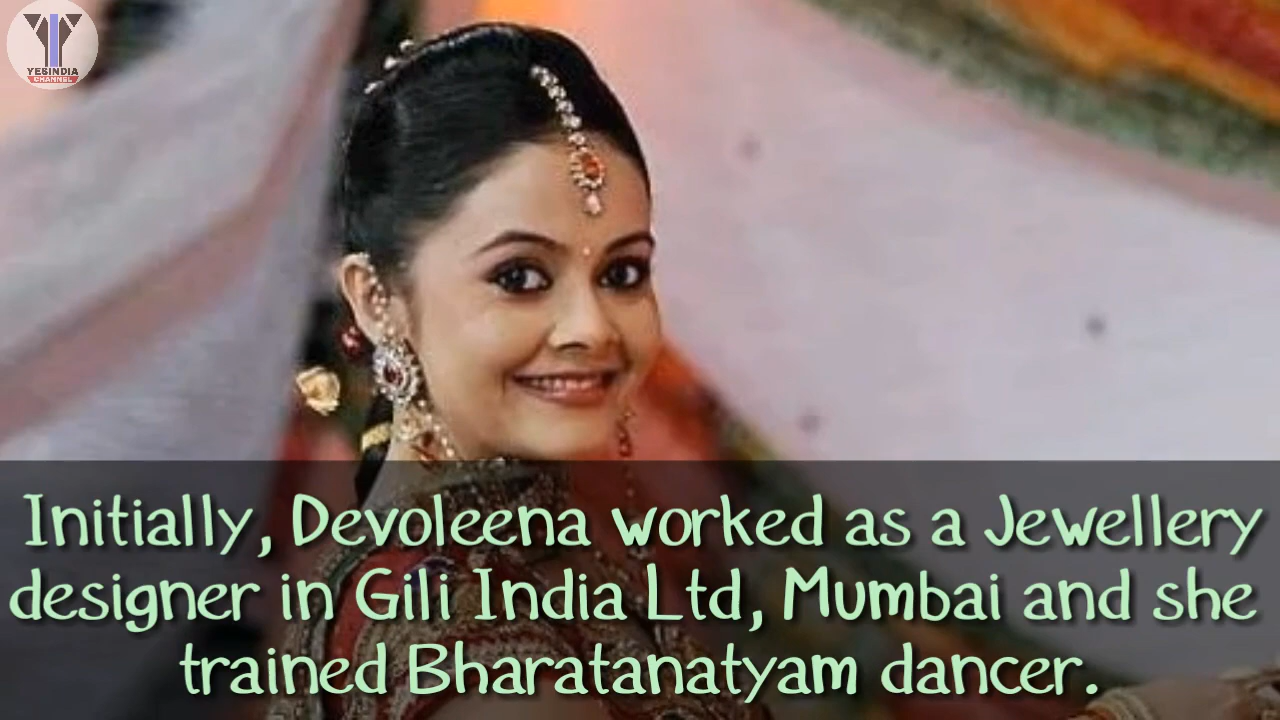 YESINDIA
CHANNEL
Initially, Devoleena worked as a Jewellery
designer in Gili India Ltd, Mumbai and she
trained Bharatanatyam dancer.